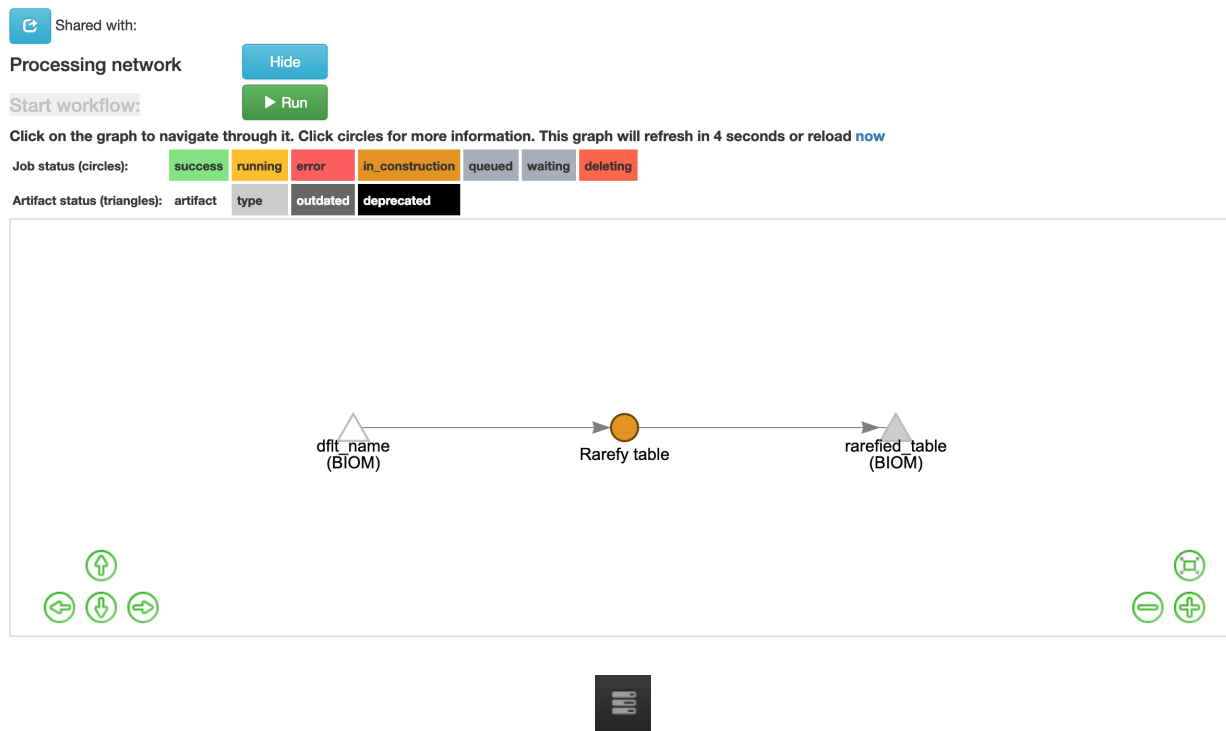 Shared with:
Processing network
Hide
Start workflow:
Run
Click on the graph to navigate through it. Click circles for more information. This graph will refresh in 4 seconds or reload now
Job status (circles): success running error in_construction queued waiting deleting
Artifact status (triangles): artifact type outdated deprecated
dflt_name
(BIOM)
Rarefy table
rarefied_table
(BIOM)